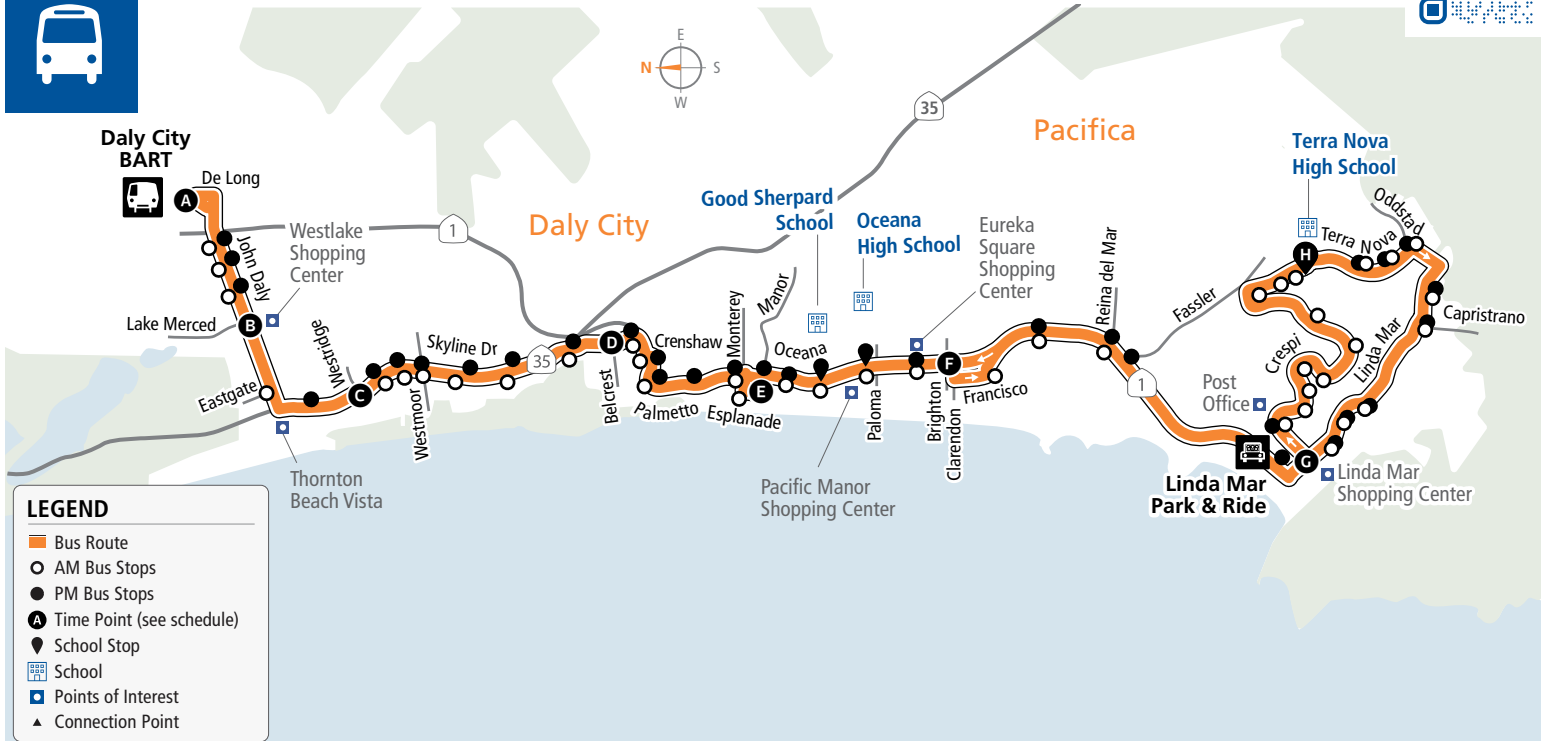 Daly City
BART
A
De Long
John Daly
1
Westlake
Shopping
Center
Lake Merced
B
Eastgate
Thornton
Beach Vista
Westridge
C
Westmoor
Skyline Dr
35
Daly City
E
N
S
W
35
Pacifica
D
Belcrest
Crenshaw
Palmetto
Monterey
Esplanade
E
Manor
Oceana
Good Sherpard
School
Oceana
High School
Pacific Manor
Shopping Center
Paloma
Eureka
Square
Shopping
Center
Brighton
F
Clarendon
Francisco
Reina del Mar
1
Fassler
Terra Nova
High School
H
Terra Nova
Oddstad
Capristrano
Linda Mar
Crespi
Post
Office
G
Linda Mar
Park & Ride
Linda Mar
Shopping Center
LEGEND
Bus Route
AM Bus Stops
PM Bus Stops
A Time Point (see schedule)
School Stop
School
Points of Interest
Connection Point